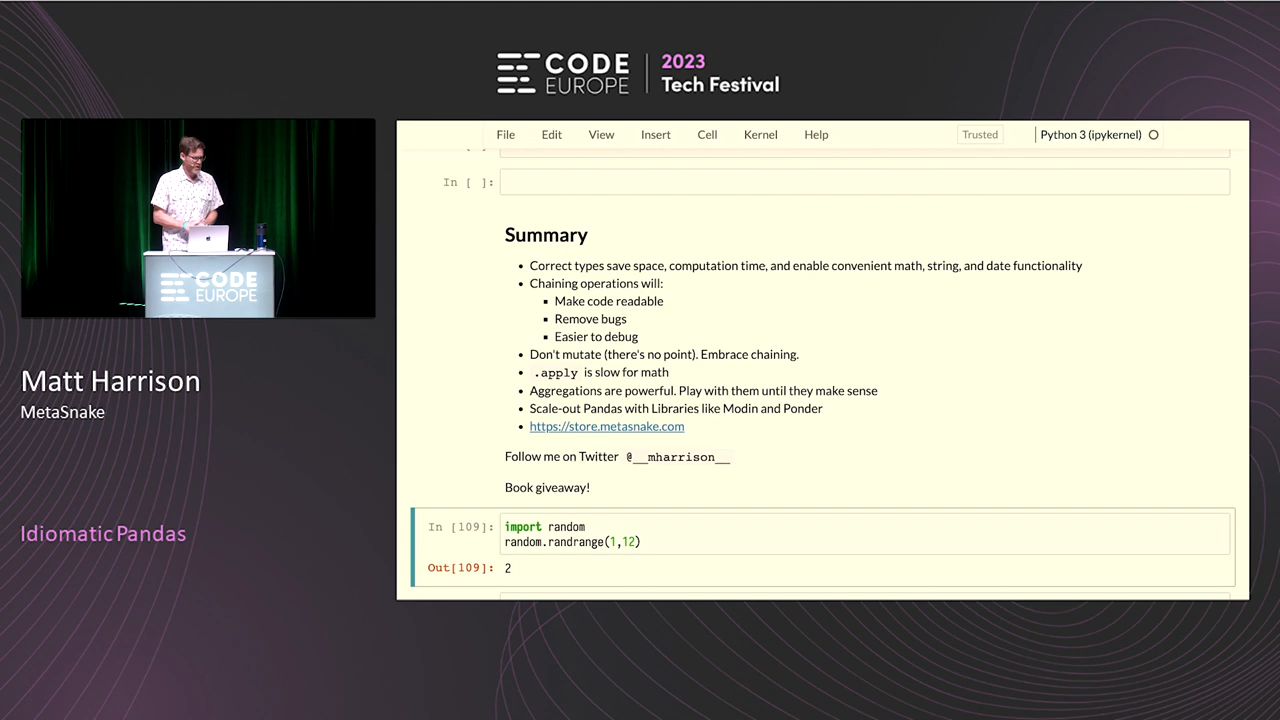 CODE EUROPE
2023 Tech Festival
CODE EUROPE
Matt Harrison
MetaSnake
Idiomatic Pandas
File Edit View Insert Cell Kernel Help Trusted Python 3 (ipykernel)
In [ ]:
Summary
Correct types save space, computation time, and enable convenient math, string, and date functionality
Chaining operations will:
Make code readable
Remove bugs
Easier to debug
Don't mutate (there's no point). Embrace chaining.
.apply is slow for math
Aggregations are powerful. Play with them until they make sense
Scale-out Pandas with Libraries like Modin and Ponder
https://store.metasnake.com
Follow me on Twitter @__mharrison__
Book giveaway!
In [109]: import random
random.randrange(1,12)
Out[109]: 2